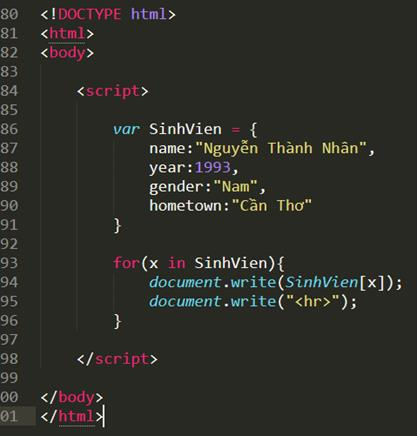 80 <!DOCTYPE html>
81 <html>
82 <body>
83
84     <script>
85
86         var SinhVien = {
87             name:"Nguyễn Thành Nhân",
88             year:1993,
89             gender:"Nam",
90             hometown:"Cần Thơ"
91         }
92
93         for(x in SinhVien){
94             document.write(SinhVien[x]);
95             document.write("<hr>");
96         }
97
98     </script>
99
00 </body>
01 </html>